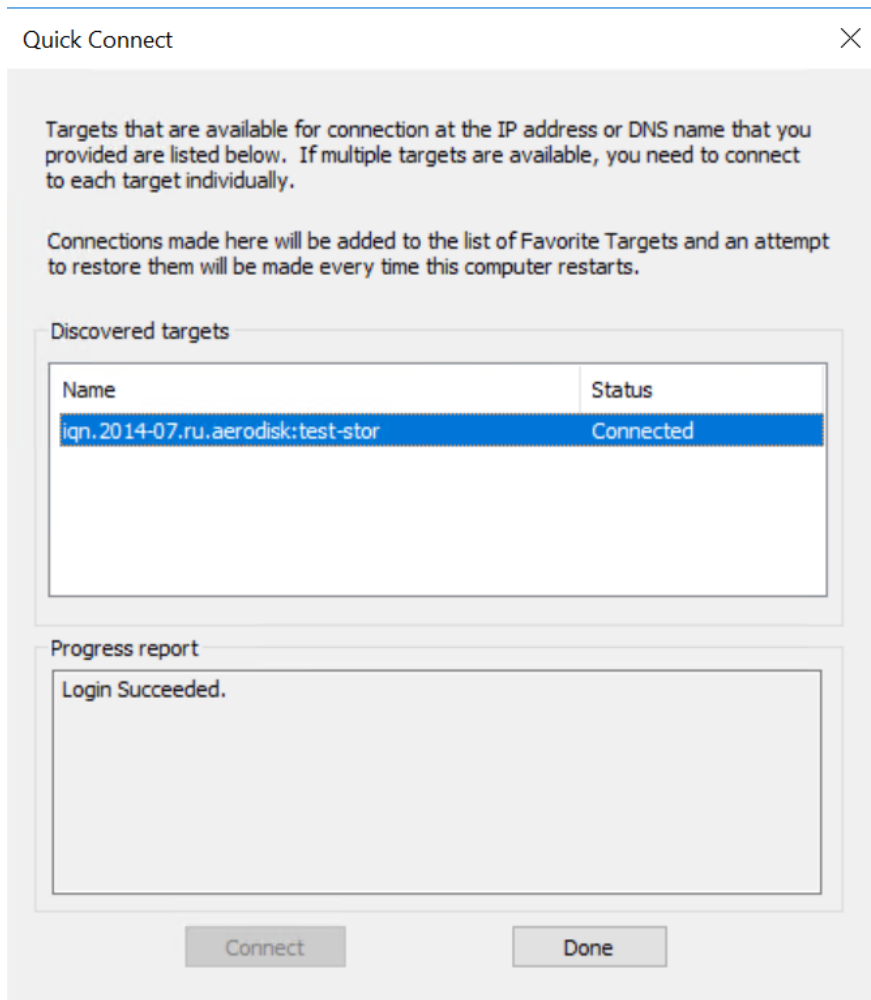 Quick Connect
Targets that are available for connection at the IP address or DNS name that you
provided are listed below.  If multiple targets are available, you need to connect
to each target individually.
Connections made here will be added to the list of Favorite Targets and an attempt
to restore them will be made every time this computer restarts.
Discovered targets
Name Status
iqn.2014-07.ru.aerodisk:test-stor Connected
Progress report
Login Succeeded.
Connect Done